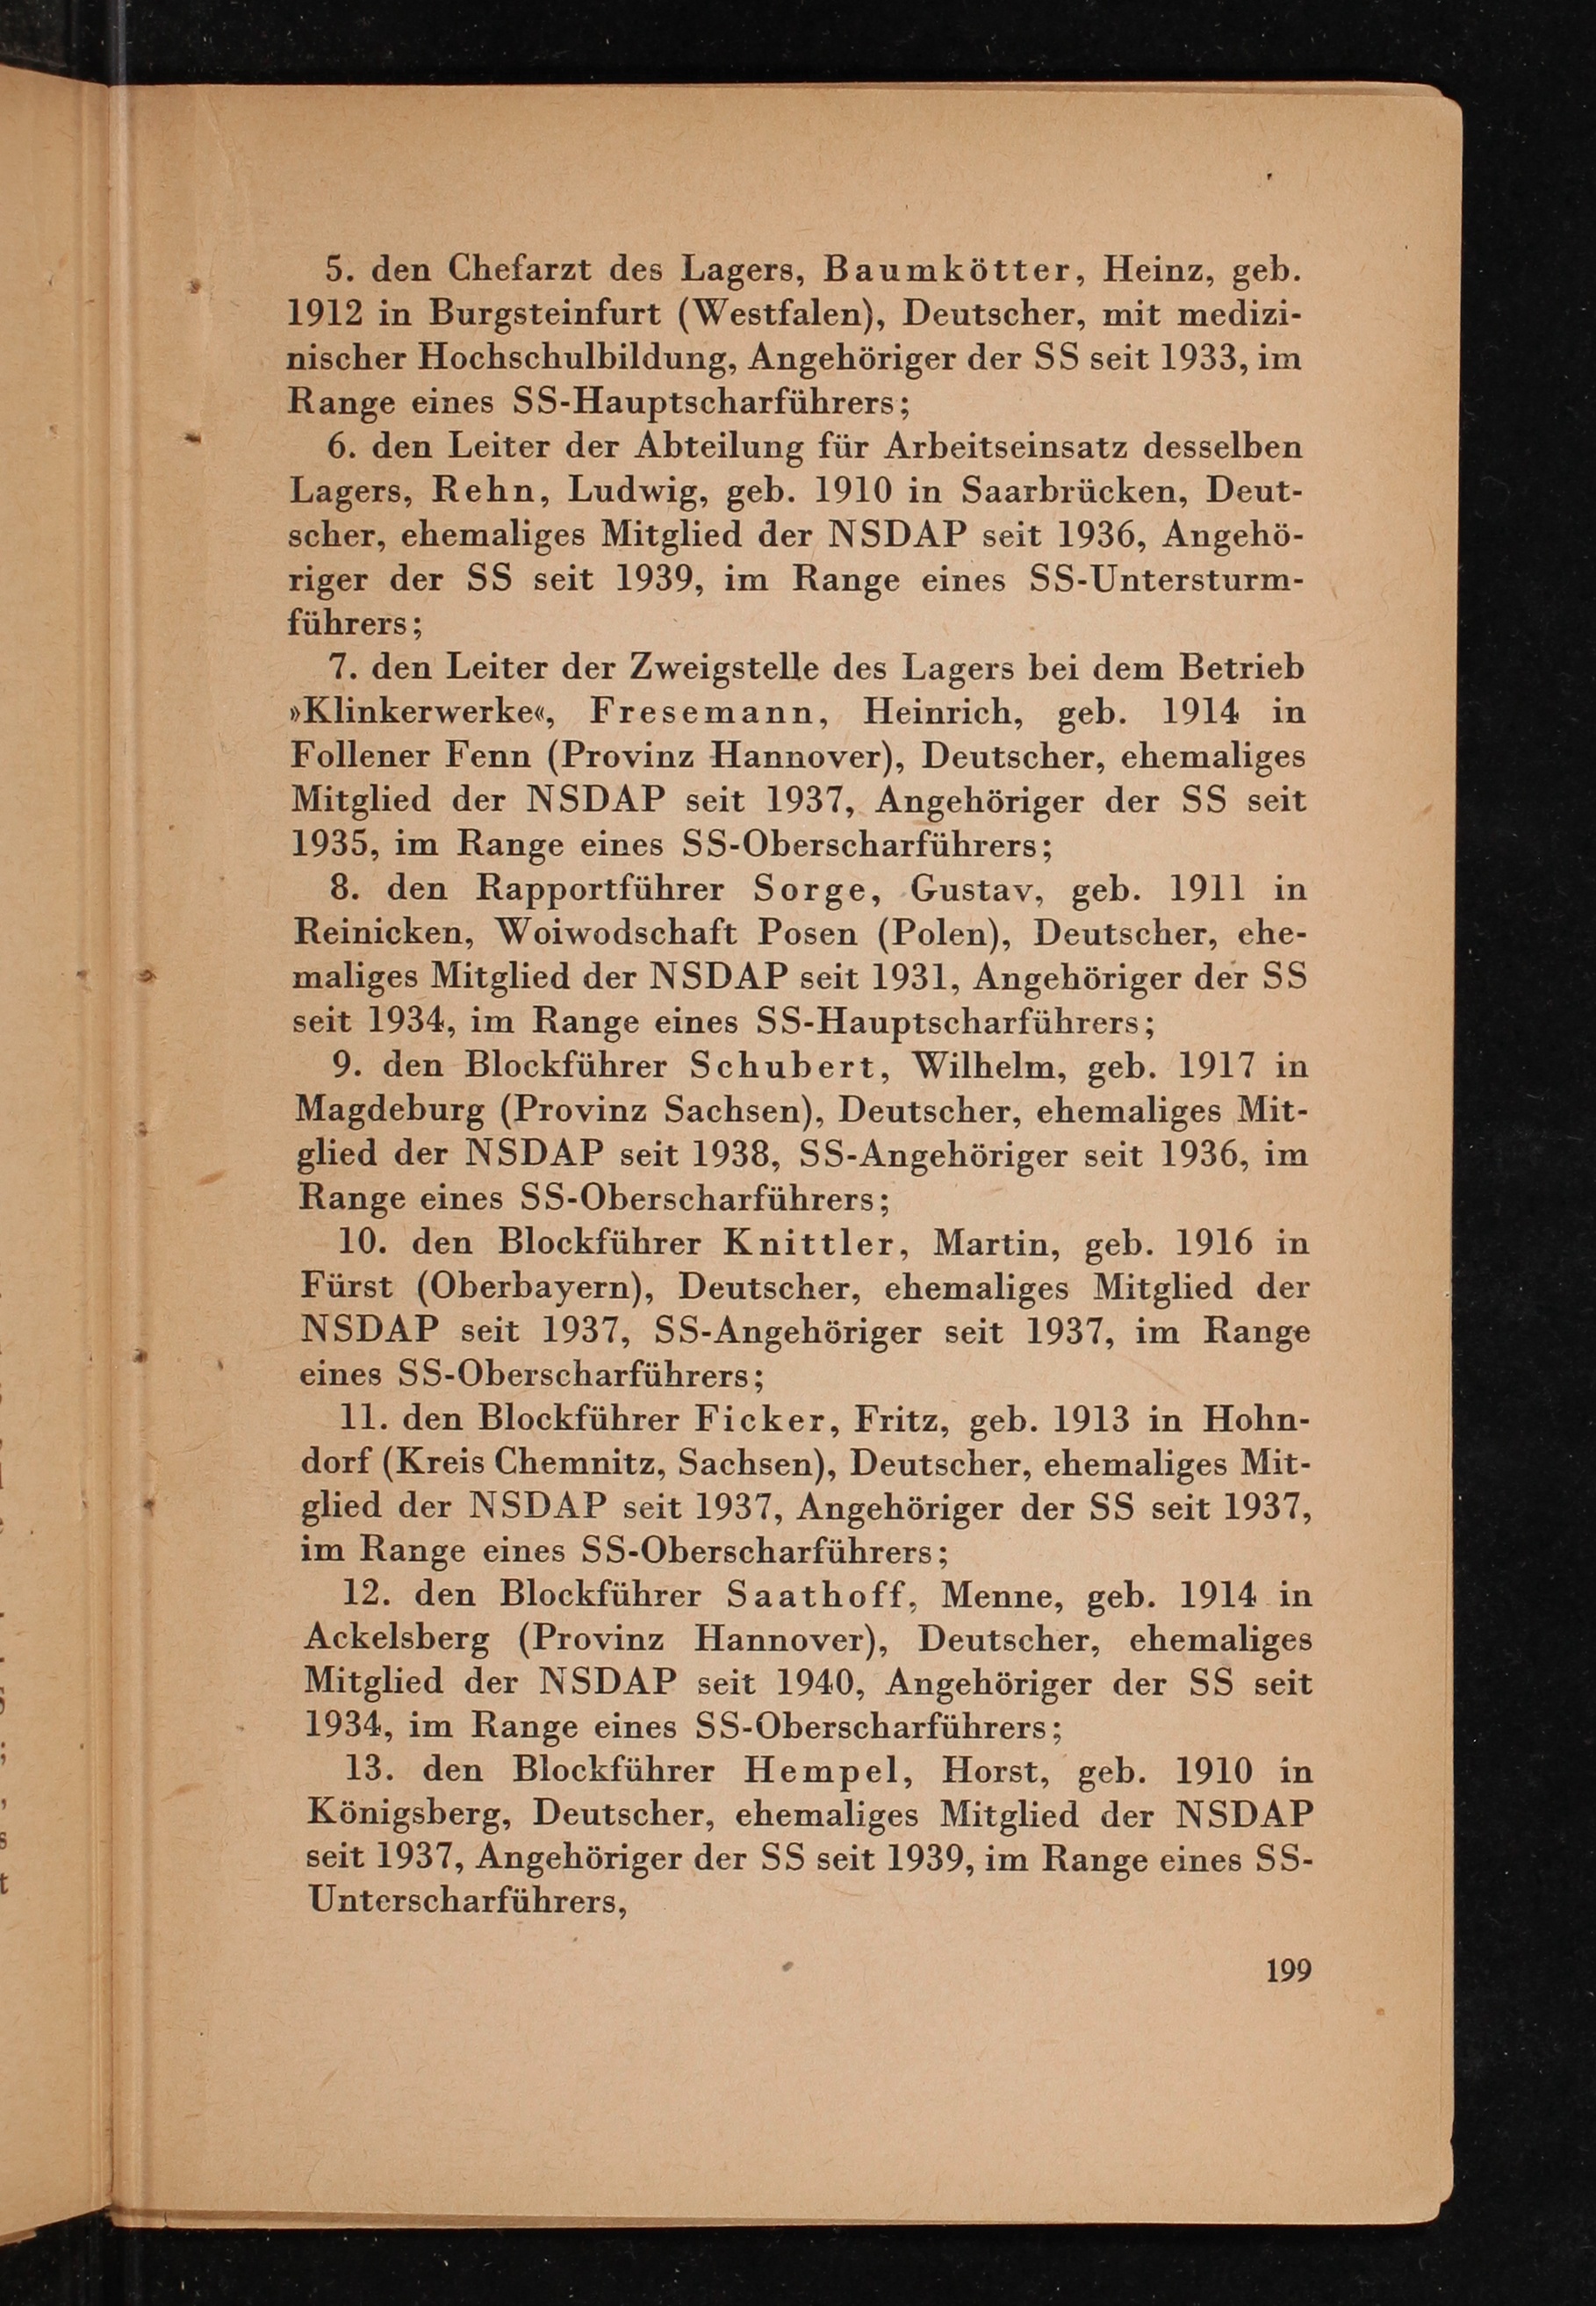 5. den Chefarzt des Lagers, Baumkötter, Heinz, geb.
1912 in Burgsteinfurt (Westfalen), Deutscher, mit medizi-
nischer Hochschulbildung, Angehöriger der SS seit 1933, im
Range eines SS-Hauptscharführers;
6. den Leiter der Abteilung für Arbeitseinsatz desselben
Lagers, Rehn, Ludwig, geb. 1910 in Saarbrücken, Deut-
scher, ehemaliges Mitglied der NSDAP seit 1936, Angehö-
riger der SS seit 1939, im Range eines SS-Untersturm-
führers;
7. den Leiter der Zweigstelle des Lagers bei dem Betrieb
»Klinkerwerke«, Fresemann, Heinrich, geb. 1914 in
Follener Fenn (Provinz Hannover), Deutscher, ehemaliges
Mitglied der NSDAP seit 1937, Angehöriger der SS seit
1935, im Range eines SS-Oberscharführers;
8. den Rapportführer Sorge, Gustav, geb. 1911 in
Reinicken, Woiwodschaft Posen (Polen), Deutscher, ehe-
maliges Mitglied der NSDAP seit 1931, Angehöriger der SS
seit 1934, im Range eines SS-Hauptscharführers;
9. den Blockführer Schubert, Wilhelm, geb. 1917 in
Magdeburg (Provinz Sachsen), Deutscher, ehemaliges Mit-
glied der NSDAP seit 1938, SS-Angehöriger seit 1936, im
Range eines SS-Oberscharführers;
10. den Blockführer Knittler, Martin, geb. 1916 in
Fürst (Oberbayern), Deutscher, ehemaliges Mitglied der
NSDAP seit 1937, SS-Angehöriger seit 1937, im Range
eines SS-Oberscharführers;
11. den Blockführer Ficker, Fritz, geb. 1913 in Hohn-
dorf (Kreis Chemnitz, Sachsen), Deutscher, ehemaliges Mit-
glied der NSDAP seit 1937, Angehöriger der SS seit 1937,
im Range eines SS-Oberscharführers;
12. den Blockführer Saathoff, Menne, geb. 1914 in
Ackelsberg (Provinz Hannover), Deutscher, ehemaliges
Mitglied der NSDAP seit 1940, Angehöriger der SS seit
1934, im Range eines SS-Oberscharführers;
13. den Blockführer Hempel, Horst, geb. 1910 in
Königsberg, Deutscher, ehemaliges Mitglied der NSDAP
seit 1937, Angehöriger der SS seit 1939, im Range eines SS-
Unterscharführers,
199